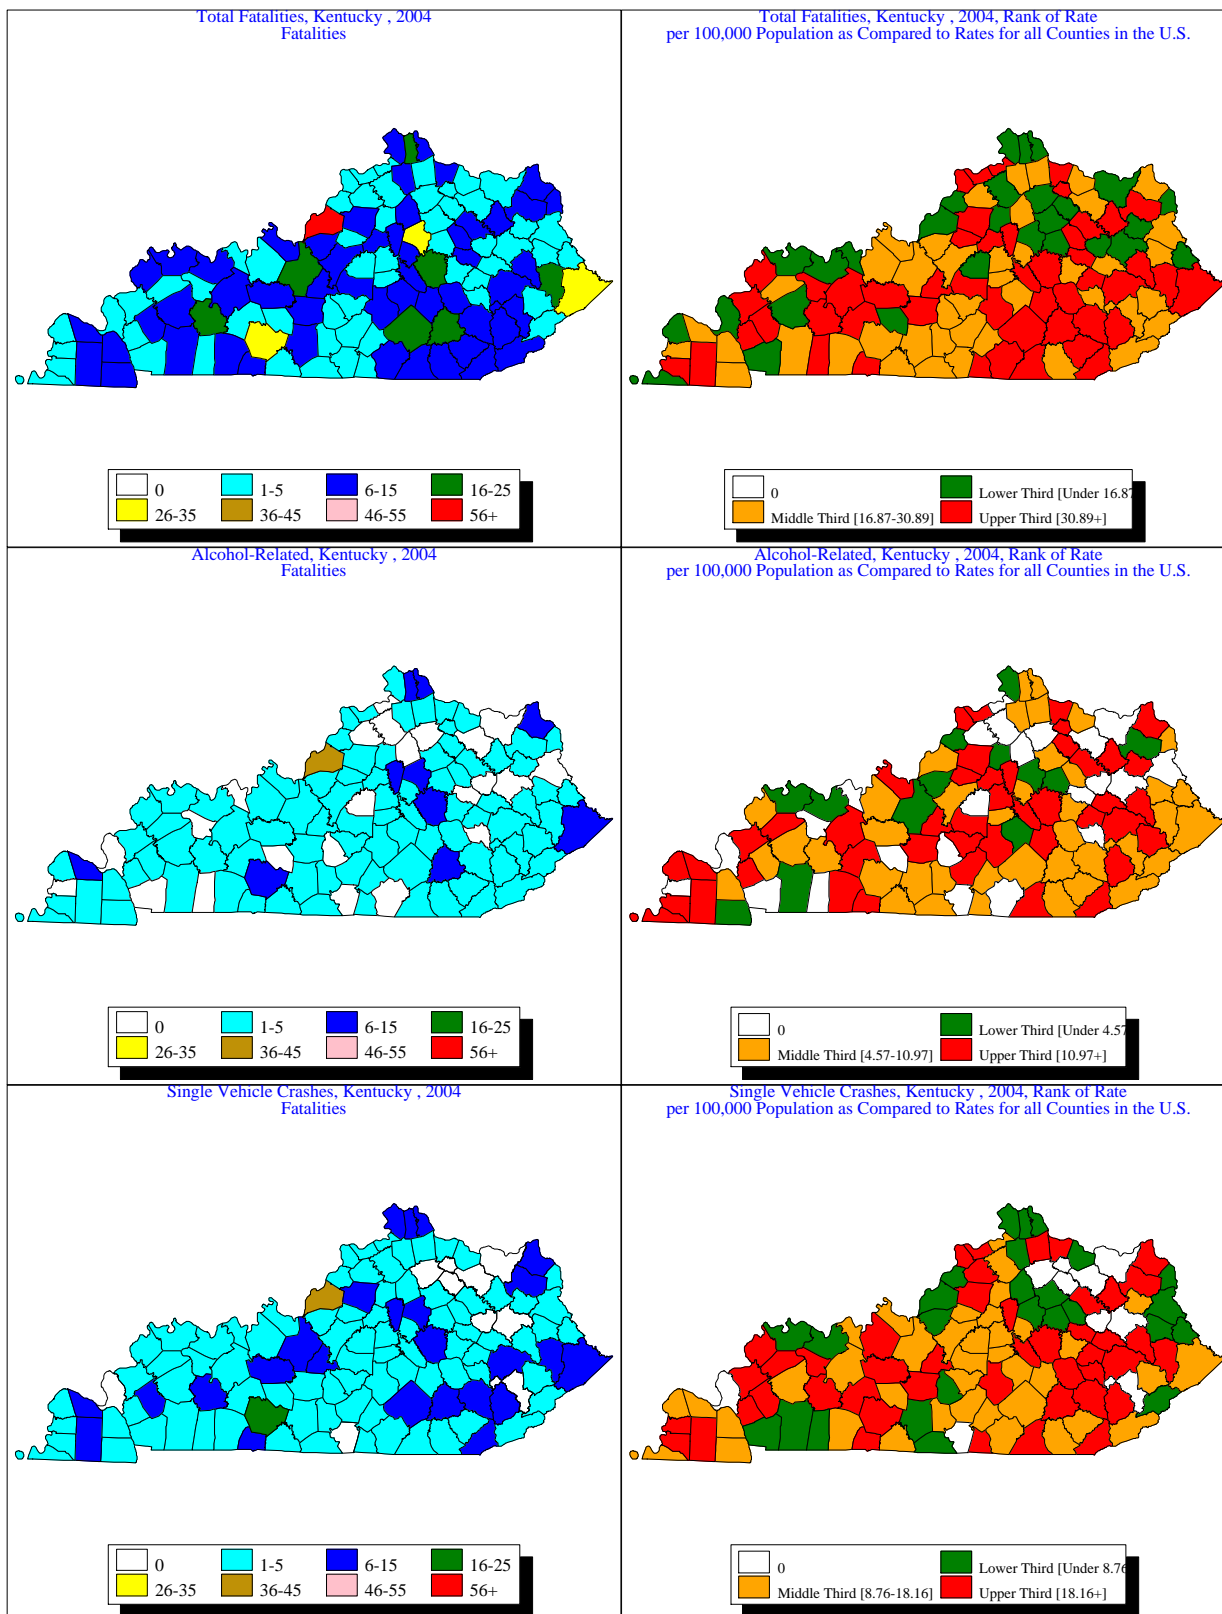 Total Fatalities, Kentucky , 2004
Fatalities
0
1-5
6-15
16-25
26-35
36-45
46-55
56+
Total Fatalities, Kentucky , 2004, Rank of Rate
per 100,000 Population as Compared to Rates for all Counties in the U.S.
0
Lower Third [Under 16.87
Middle Third [16.87-30.89]
Upper Third [30.89+]
Alcohol-Related, Kentucky , 2004
Fatalities
0
1-5
6-15
16-25
26-35
36-45
46-55
56+
Alcohol-Related, Kentucky , 2004, Rank of Rate
per 100,000 Population as Compared to Rates for all Counties in the U.S.
0
Lower Third [Under 4.57
Middle Third [4.57-10.97]
Upper Third [10.97+]
Single Vehicle Crashes, Kentucky , 2004
Fatalities
0
1-5
6-15
16-25
26-35
36-45
46-55
56+
Single Vehicle Crashes, Kentucky , 2004, Rank of Rate
per 100,000 Population as Compared to Rates for all Counties in the U.S.
0
Lower Third [Under 8.76
Middle Third [8.76-18.16]
Upper Third [18.16+]